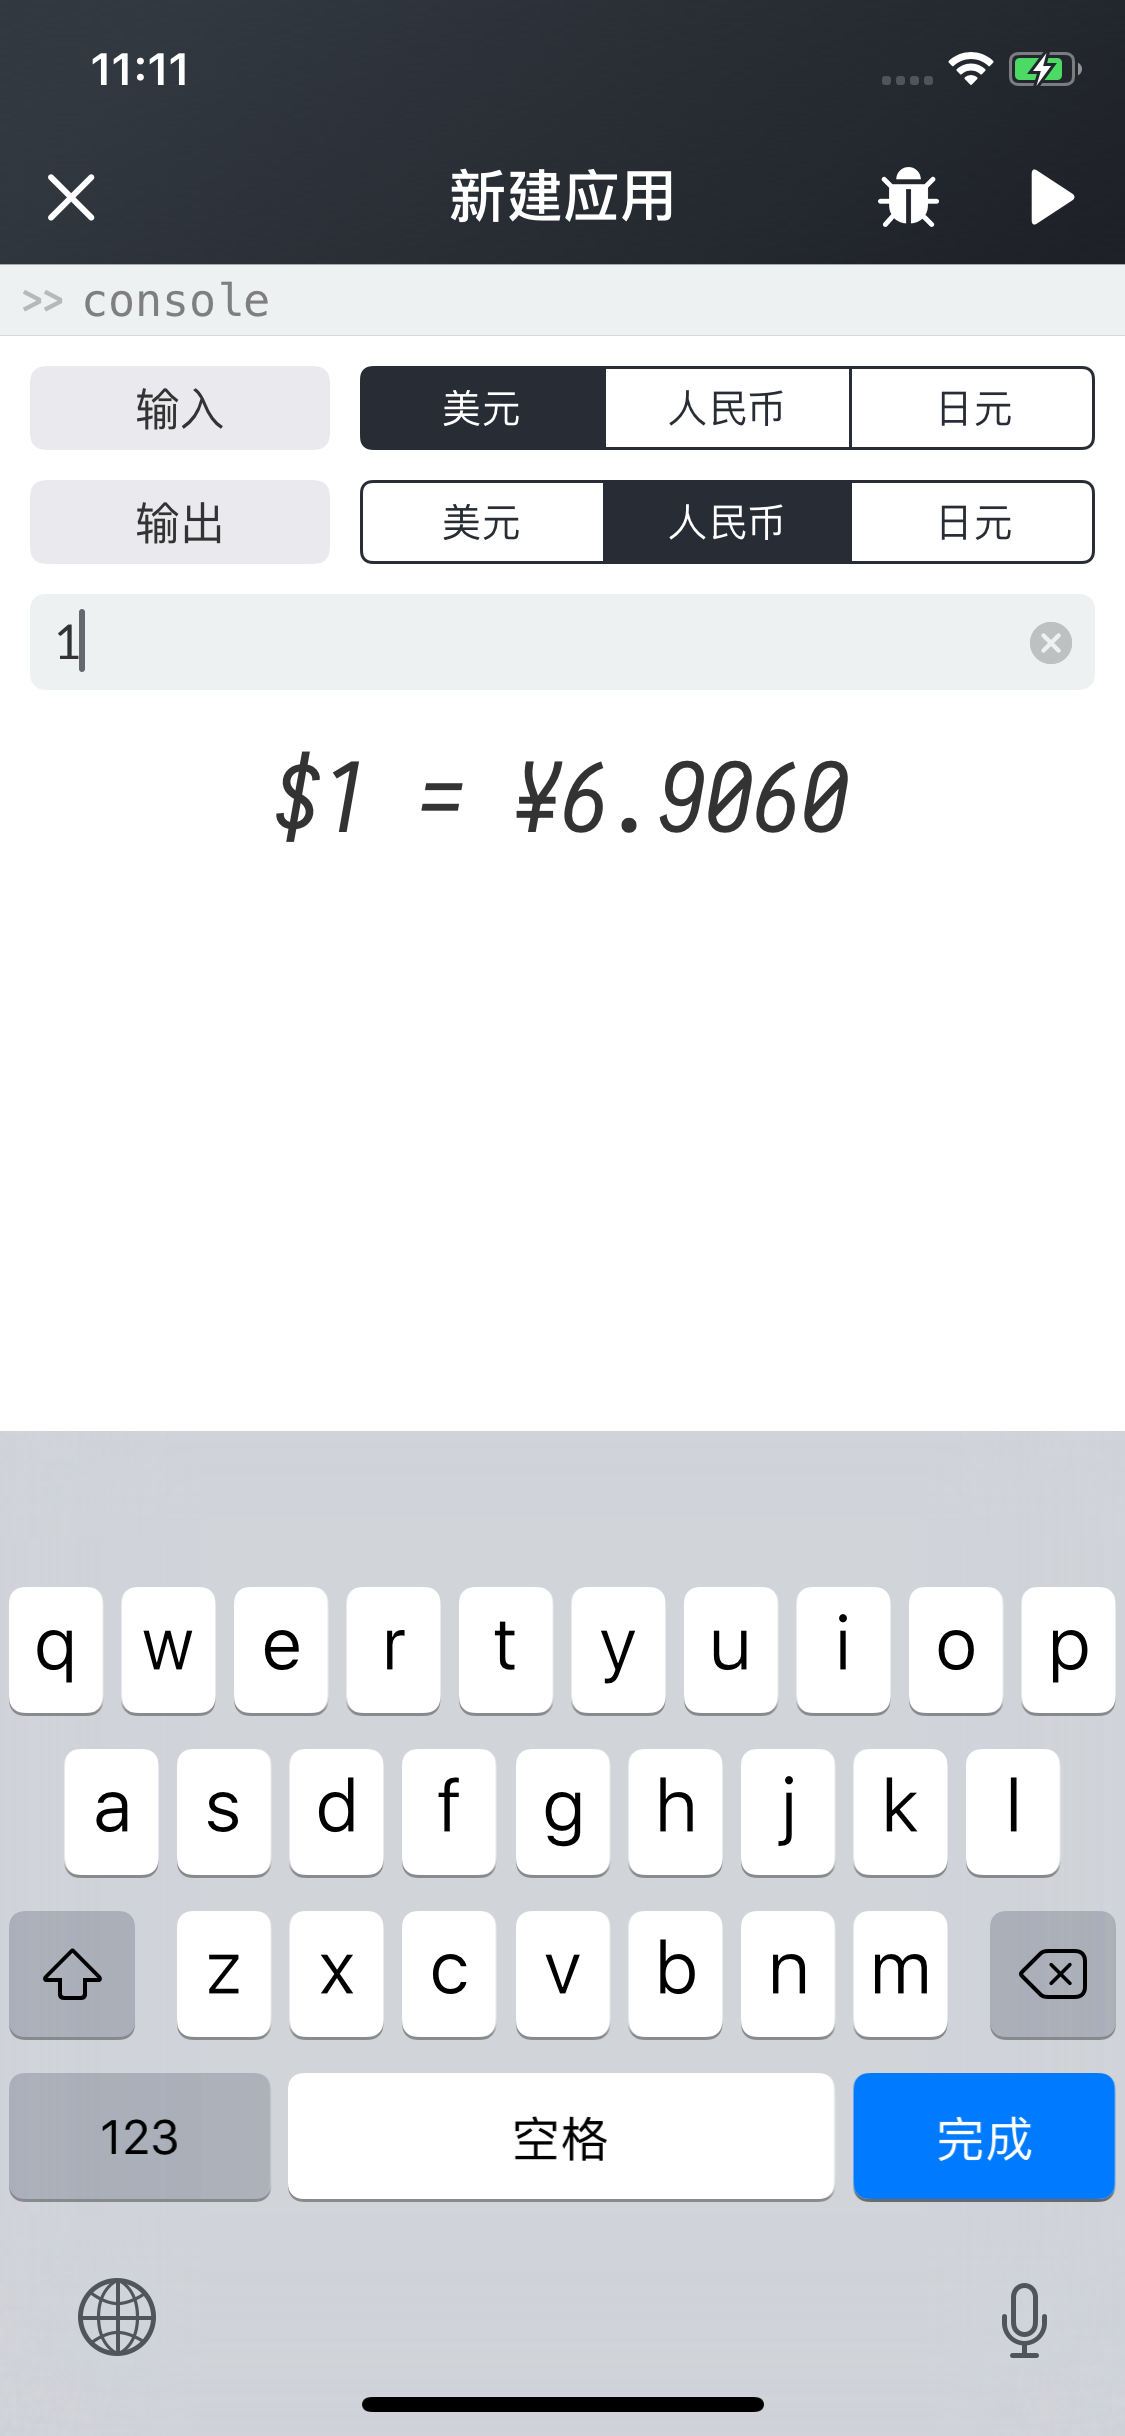 11:11
新建应用
>> console
输入 美元 人民币 日元
输出 美元 人民币 日元
1
$1 = ¥6.9060
q w e r t y u i o p
a s d f g h j k l
z x c v b n m
123 空格 完成